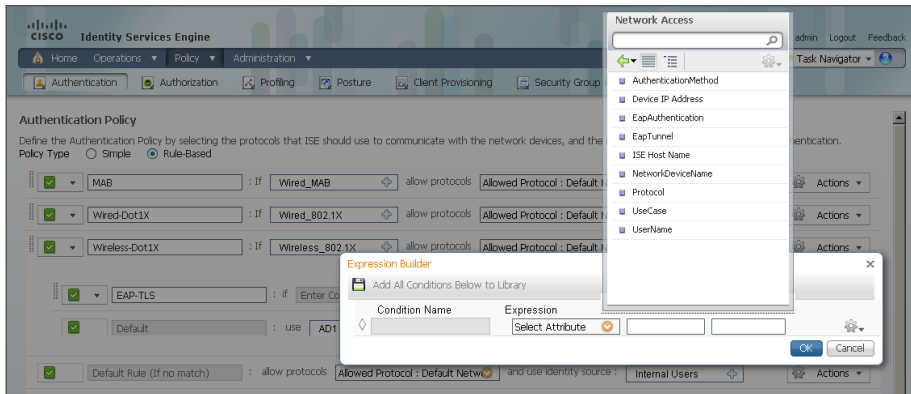 CISCO Identity Services Engine
admin Logout Feedback
Home Operations Policy Administration
Task Navigator
Authentication Authorization Profiling Posture Client Provisioning Security Group
Network Access
AuthenticationMethod
Device IP Address
EapAuthentication
EapTunnel
ISE Host Name
NetworkDeviceName
Protocol
UseCase
UserName
Authentication Policy
Define the Authentication Policy by selecting the protocols that ISE should use to communicate with the network devices, and the
Policy Type Simple Rule-Based
MAB : If Wired_MAB allow protocols Allowed Protocol : Default Actions
Wired-Dot1X : If Wired_802.1X allow protocols Allowed Protocol : Default Actions
Wireless-Dot1X : If Wireless_802.1X allow protocols Allowed Protocol : Default Actions
EAP-TLS : if Enter
Default : use AD1
Expression Builder
Add All Conditions Below to Library
Condition Name Expression
Select Attribute
OK Cancel
Default Rule (If no match) : allow protocols Allowed Protocol : Default Netw and use identity source : Internal Users Actions